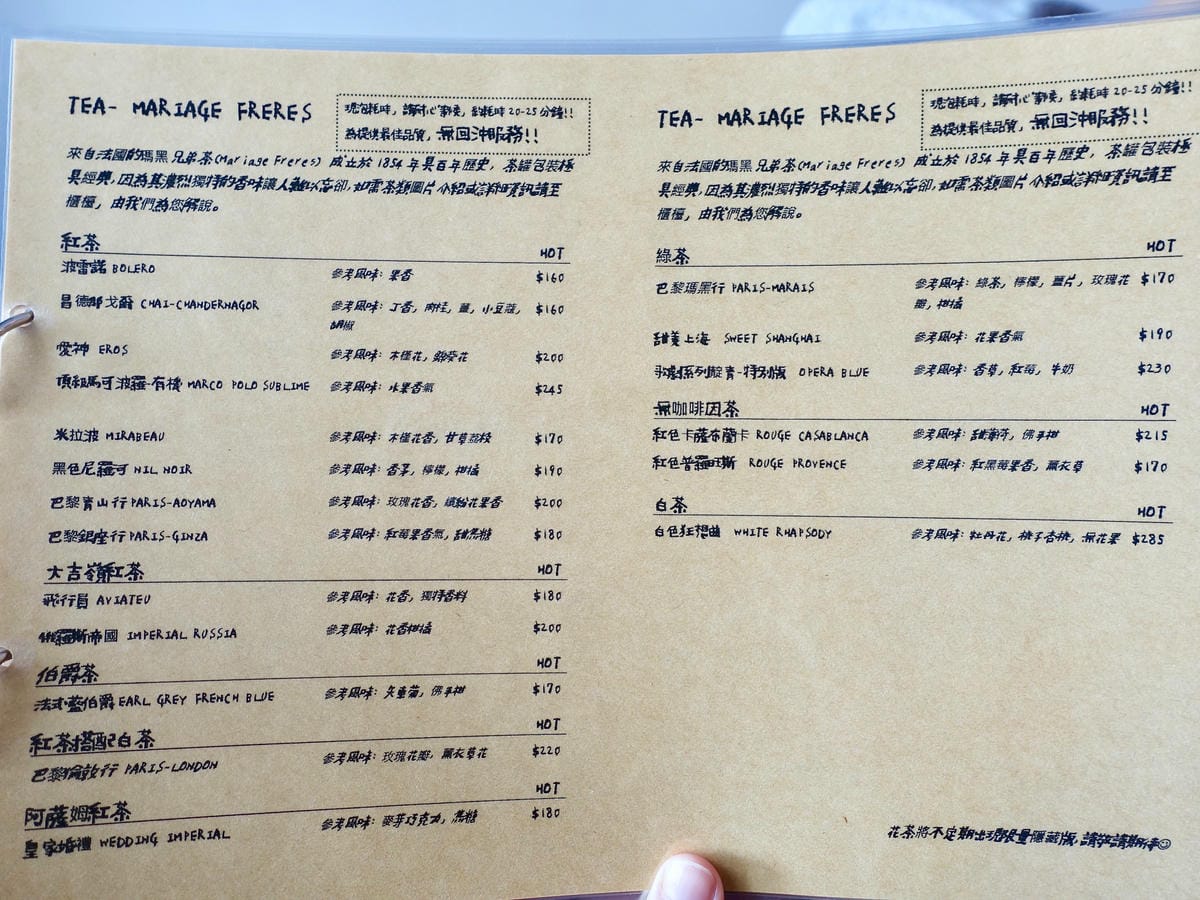 TEA- MARIAGE FRERES
現泡耗時, 請耐心等候, 約耗時 20-25 分鐘!!
為提供最佳品質, 無回沖服務!!
來自法國的瑪黑兄弟茶(Mariage Freres) 成立於 1854 年具百年歷史, 茶罐包裝極
具經典, 因為其濃烈獨特的香味讓人難以忘卻, 如需茶類圖片介紹或詳細資訊請至
櫃檯, 由我們為您解說。
紅茶 HOT
波雷諾 BOLERO 參考風味: 果香 $160
昌德那戈爾 CHAI-CHANDERNAGOR 參考風味: 丁香, 肉桂, 薑, 小豆蔻, $160
胡椒
愛神 EROS 參考風味: 木槿花, 錦葵花 $200
頂級馬可波羅-有機 MARCO POLO SUBLIME 參考風味: 水果香氣 $245
米拉波 MIRABEAU 參考風味: 木槿花香, 甘草荔枝 $170
黑色尼羅河 NIL NOIR 參考風味: 香茅, 檸檬, 柑橘 $190
巴黎青山行 PARIS-AOYAMA 參考風味: 玫瑰花香, 繽紛花果香 $200
巴黎銀座行 PARIS-GINZA 參考風味: 紅莓果香氣, 甜焦糖 $180
大吉嶺紅茶 HOT
飛行員 AVIATEU 參考風味: 花香, 獨特香料 $180
俄羅斯帝國 IMPERIAL RUSSIA 參考風味: 花香柑橘 $200
伯爵茶 HOT
法式藍伯爵 EARL GREY FRENCH BLUE 參考風味: 矢車菊, 佛手柑 $170
紅茶搭配白茶 HOT
巴黎倫敦行 PARIS-LONDON 參考風味: 玫瑰花瓣, 薰衣草花 $220
阿薩姆紅茶 HOT
皇家婚禮 WEDDING IMPERIAL 參考風味: 麥芽巧克力, 焦糖 $180
TEA- MARIAGE FRERES
現泡耗時, 請耐心等候, 約耗時 20-25 分鐘!!
為提供最佳品質, 無回沖服務!!
來自法國的瑪黑兄弟茶(Mariage Freres) 成立於 1854 年具百年歷史, 茶罐包裝極
具經典, 因為其濃烈獨特的香味讓人難以忘卻, 如需茶類圖片介紹或詳細資訊請至
櫃檯, 由我們為您解說。
綠茶 HOT
巴黎瑪黑行 PARIS-MARAIS 參考風味: 綠茶, 檸檬, 薑片, 玫瑰花 $170
瓣, 柑橘
甜美上海 SWEET SHANGHAI 參考風味: 花果香氣 $190
歌劇系列靛青-特別版 OPERA BLUE 參考風味: 香草, 紅莓, 牛奶 $230
無咖啡因茶 HOT
紅色卡薩布蘭卡 ROUGE CASABLANCA 參考風味: 甜薄荷, 佛手柑 $215
紅色普羅旺斯 ROUGE PROVENCE 參考風味: 紅黑莓果香, 薰衣草 $170
白茶 HOT
白色狂想曲 WHITE RHAPSODY 參考風味: 牡丹花, 桃子杏桃, 無花果 $285
花茶將不定期出現限量隱藏版, 請敬請期待☺